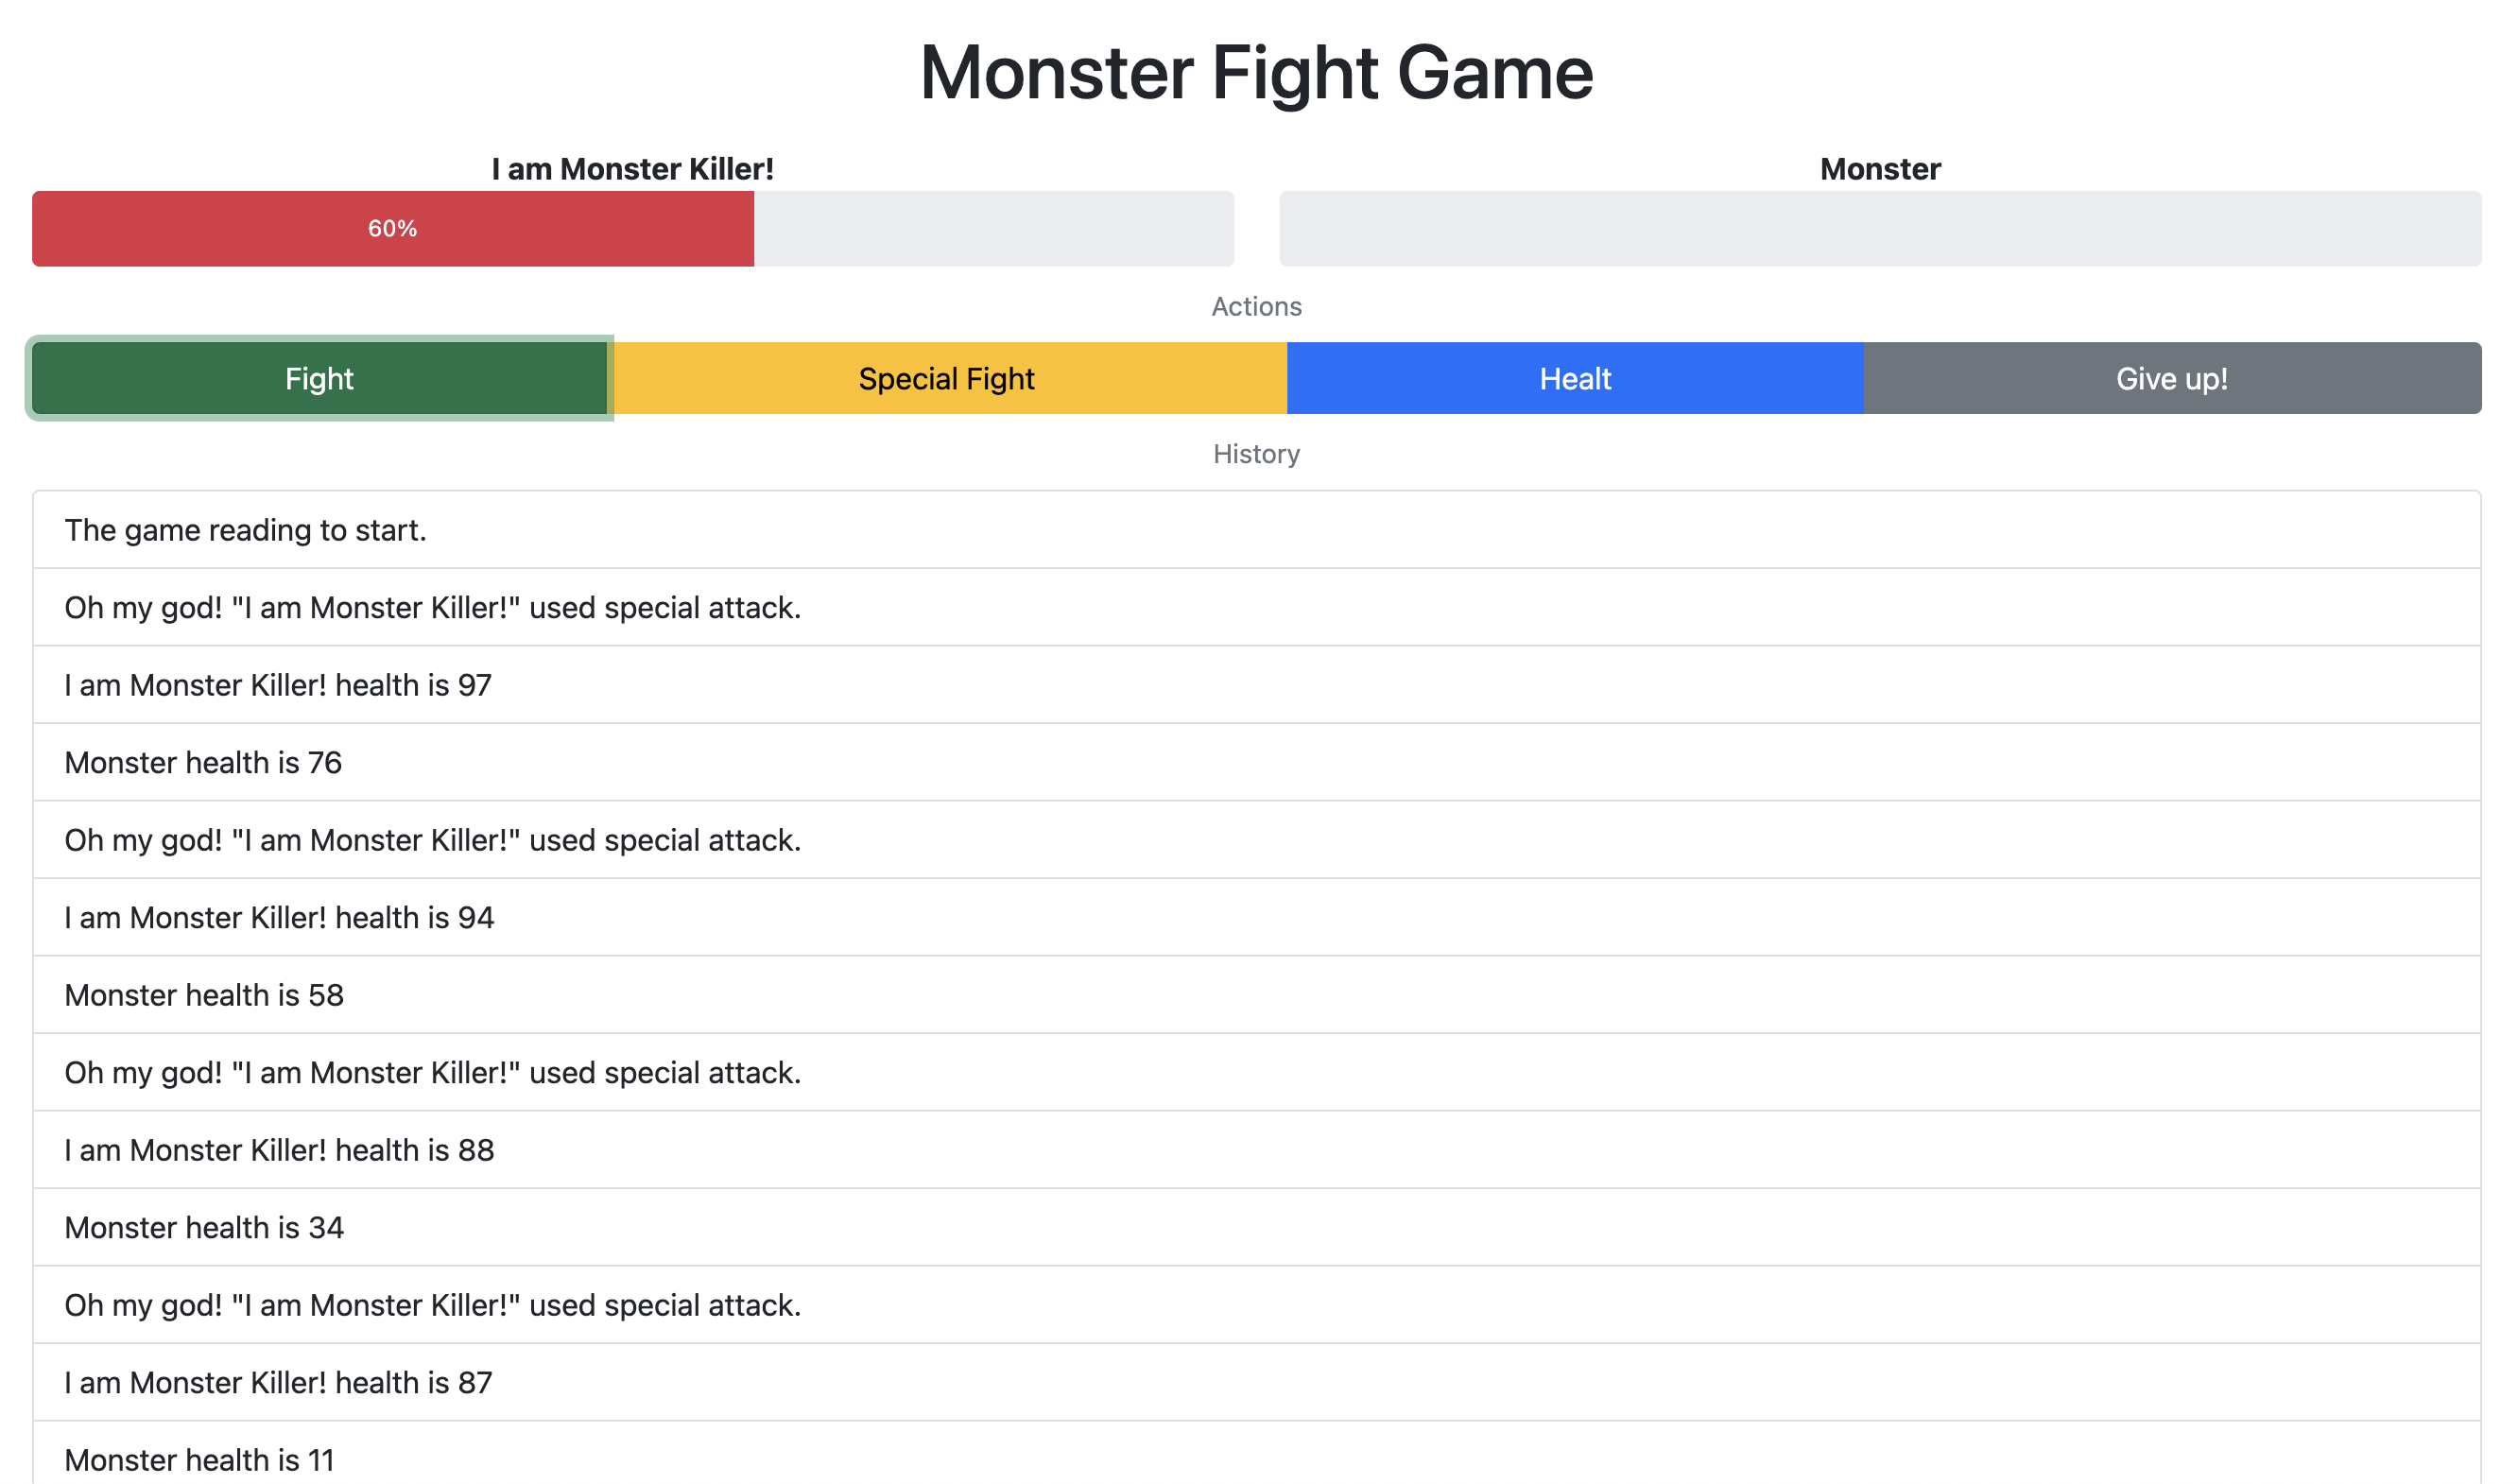 Monster Fight Game
I am Monster Killer!
Monster
60%
Actions
Fight
Special Fight
Healt
Give up!
History
The game reading to start.
Oh my god! "I am Monster Killer!" used special attack.
I am Monster Killer! health is 97
Monster health is 76
Oh my god! "I am Monster Killer!" used special attack.
I am Monster Killer! health is 94
Monster health is 58
Oh my god! "I am Monster Killer!" used special attack.
I am Monster Killer! health is 88
Monster health is 34
Oh my god! "I am Monster Killer!" used special attack.
I am Monster Killer! health is 87
Monster health is 11